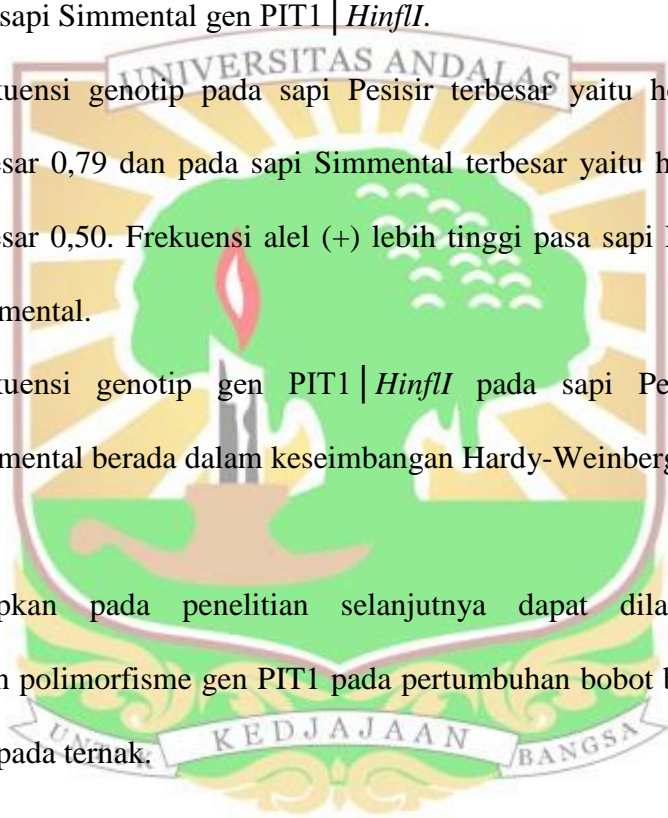 sapi Simmental gen PIT1│HinflI.
UNIVERSITAS ANDALAS
kuensi genotip pada sapi Pesisir terbesar yaitu
esar 0,79 dan pada sapi Simmental terbesar yaitu
esar 0,50. Frekuensi alel (+) lebih tinggi pasa sapi
mental.
kuensi genotip gen PIT1│HinflI pada sapi Pe
mental berada dalam keseimbangan Hardy-Weinberg
pkan pada penelitian selanjutnya dapat dila
n polimorfisme gen PIT1 pada pertumbuhan bobot b
pada ternak.
UNTUK KEDJAJAAN BANGSA